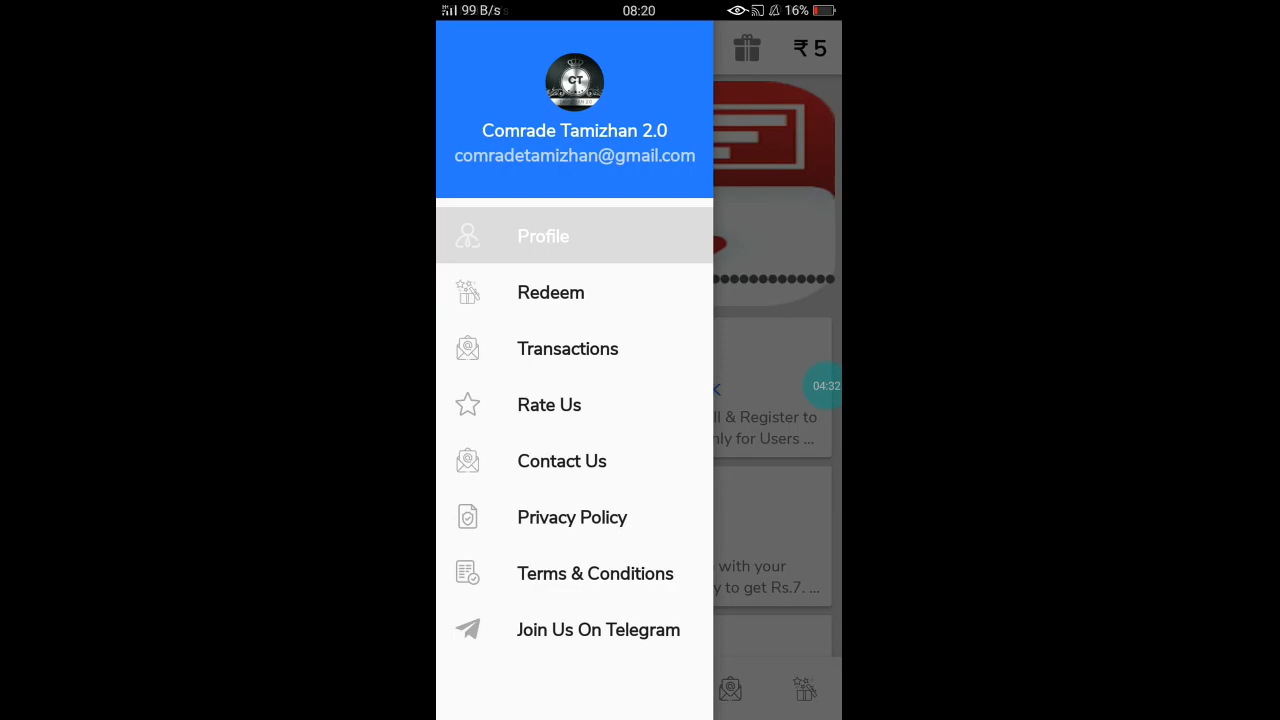 99 B/s
08:20
16%
₹ 5
CT
Comrade Tamizhan 2.0
comradetamizhan@gmail.com
Profile
Redeem
Transactions
Rate Us
Contact Us
Privacy Policy
Terms & Conditions
Join Us On Telegram
04:32
ll & Register to
nly for Users ...
with your
y to get Rs.7. ...